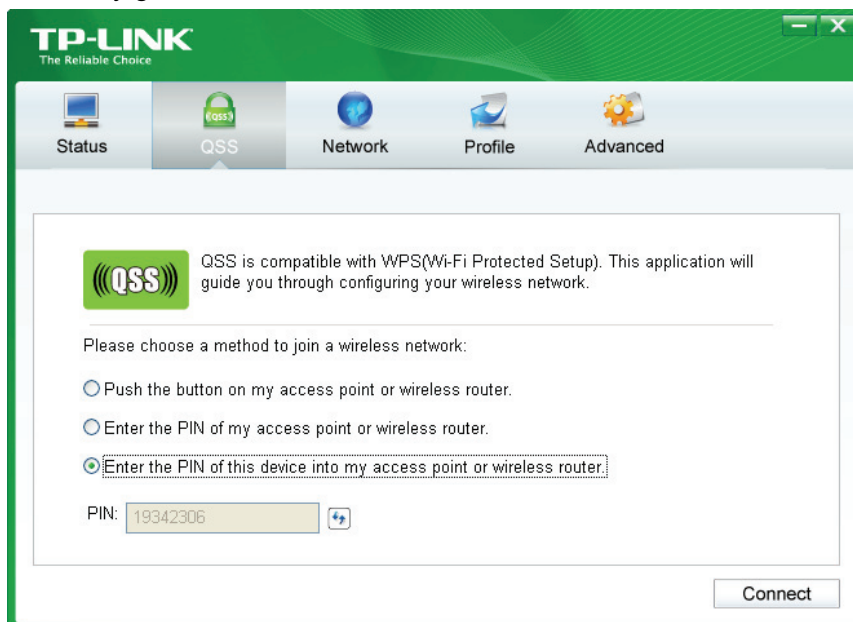 TP-LINK
The Reliable Choice
Status QSS Network Profile Advanced
QSS is compatible with WPS(Wi-Fi Protected Setup). This application will
(((QSS))) guide you through configuring your wireless network.
Please choose a method to join a wireless network:
Push the button on my access point or wireless router.
Enter the PIN of my access point or wireless router.
Enter the PIN of this device into my access point or wireless router.
PIN: 19342306
Connect